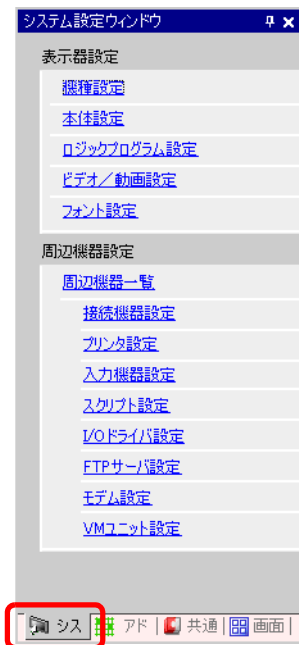 システム設定ウィンドウ
表示器設定
機種設定
本体設定
ロジックプログラム設定
ビデオ／動画設定
フォント設定
周辺機器設定
周辺機器一覧
接続機器設定
プリンタ設定
入力機器設定
スクリプト設定
I/Oドライバ設定
FTPサーバ設定
モデム設定
VMユニット設定
シス アド 共通 画面